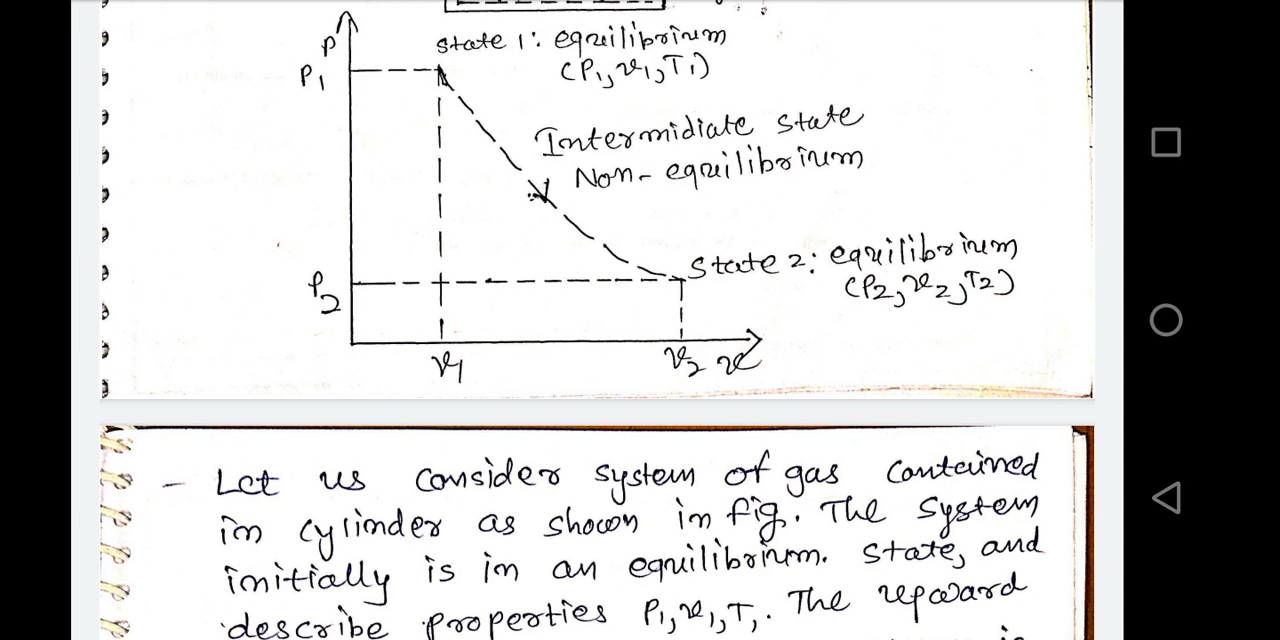 P
State 1: equilibrium
P1
(P1, v1, T1)
Intermidiate state
Non-equilibrium
State 2: equilibrium
P2
(P2, v2, T2)
v1
v2 v
- Let us consider system of gas contained
in cylinder as shown in fig. The system
initially is in an equilibrium. State, and
describe properties P1, v1, T1. The upward
is